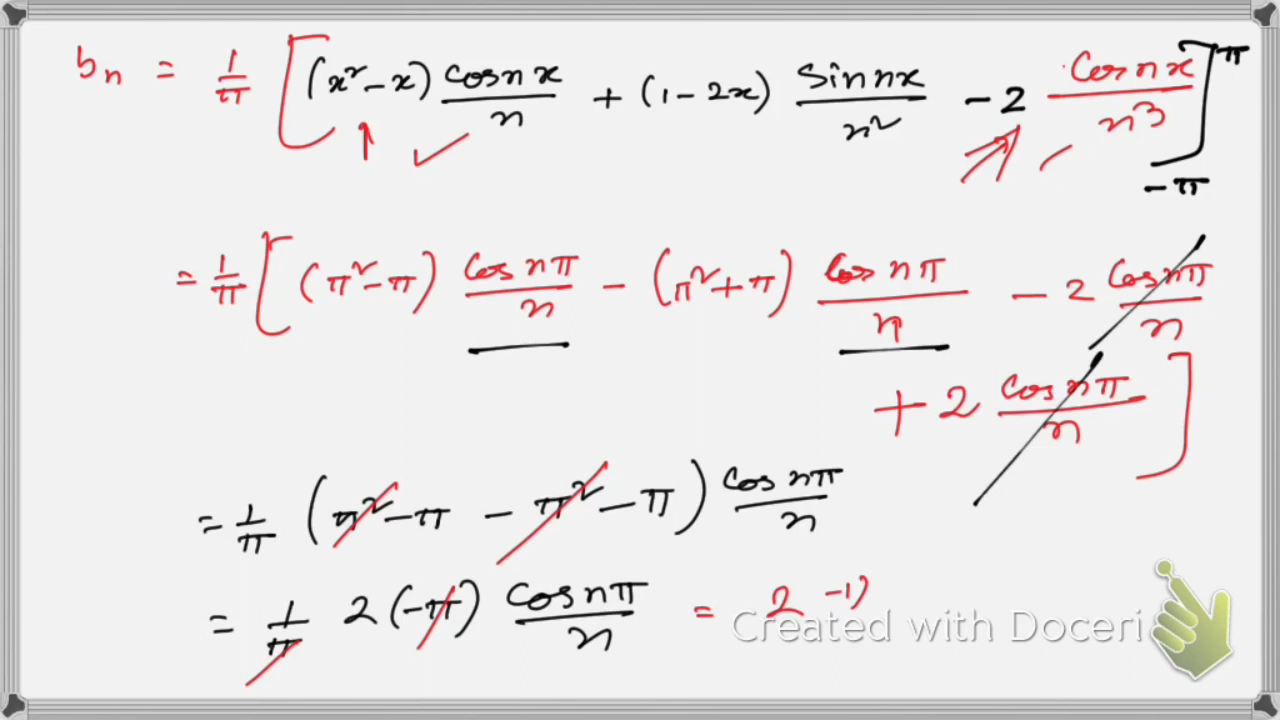 bn = 1/π [ (x² - x) cos nx / n + (1 - 2x) sin nx / n² - 2 cos nx / n³ ]^π_-π
= 1/π [ (π² - π) cos nπ / n - (π² + π) cos nπ / n - 2 cos nπ / n
+ 2 cos nπ / n ]
= 1/π (π² - π - π² - π) cos nπ / n
= 1/π 2(-π) cos nπ / n = 2 -1)
Created with Doceri